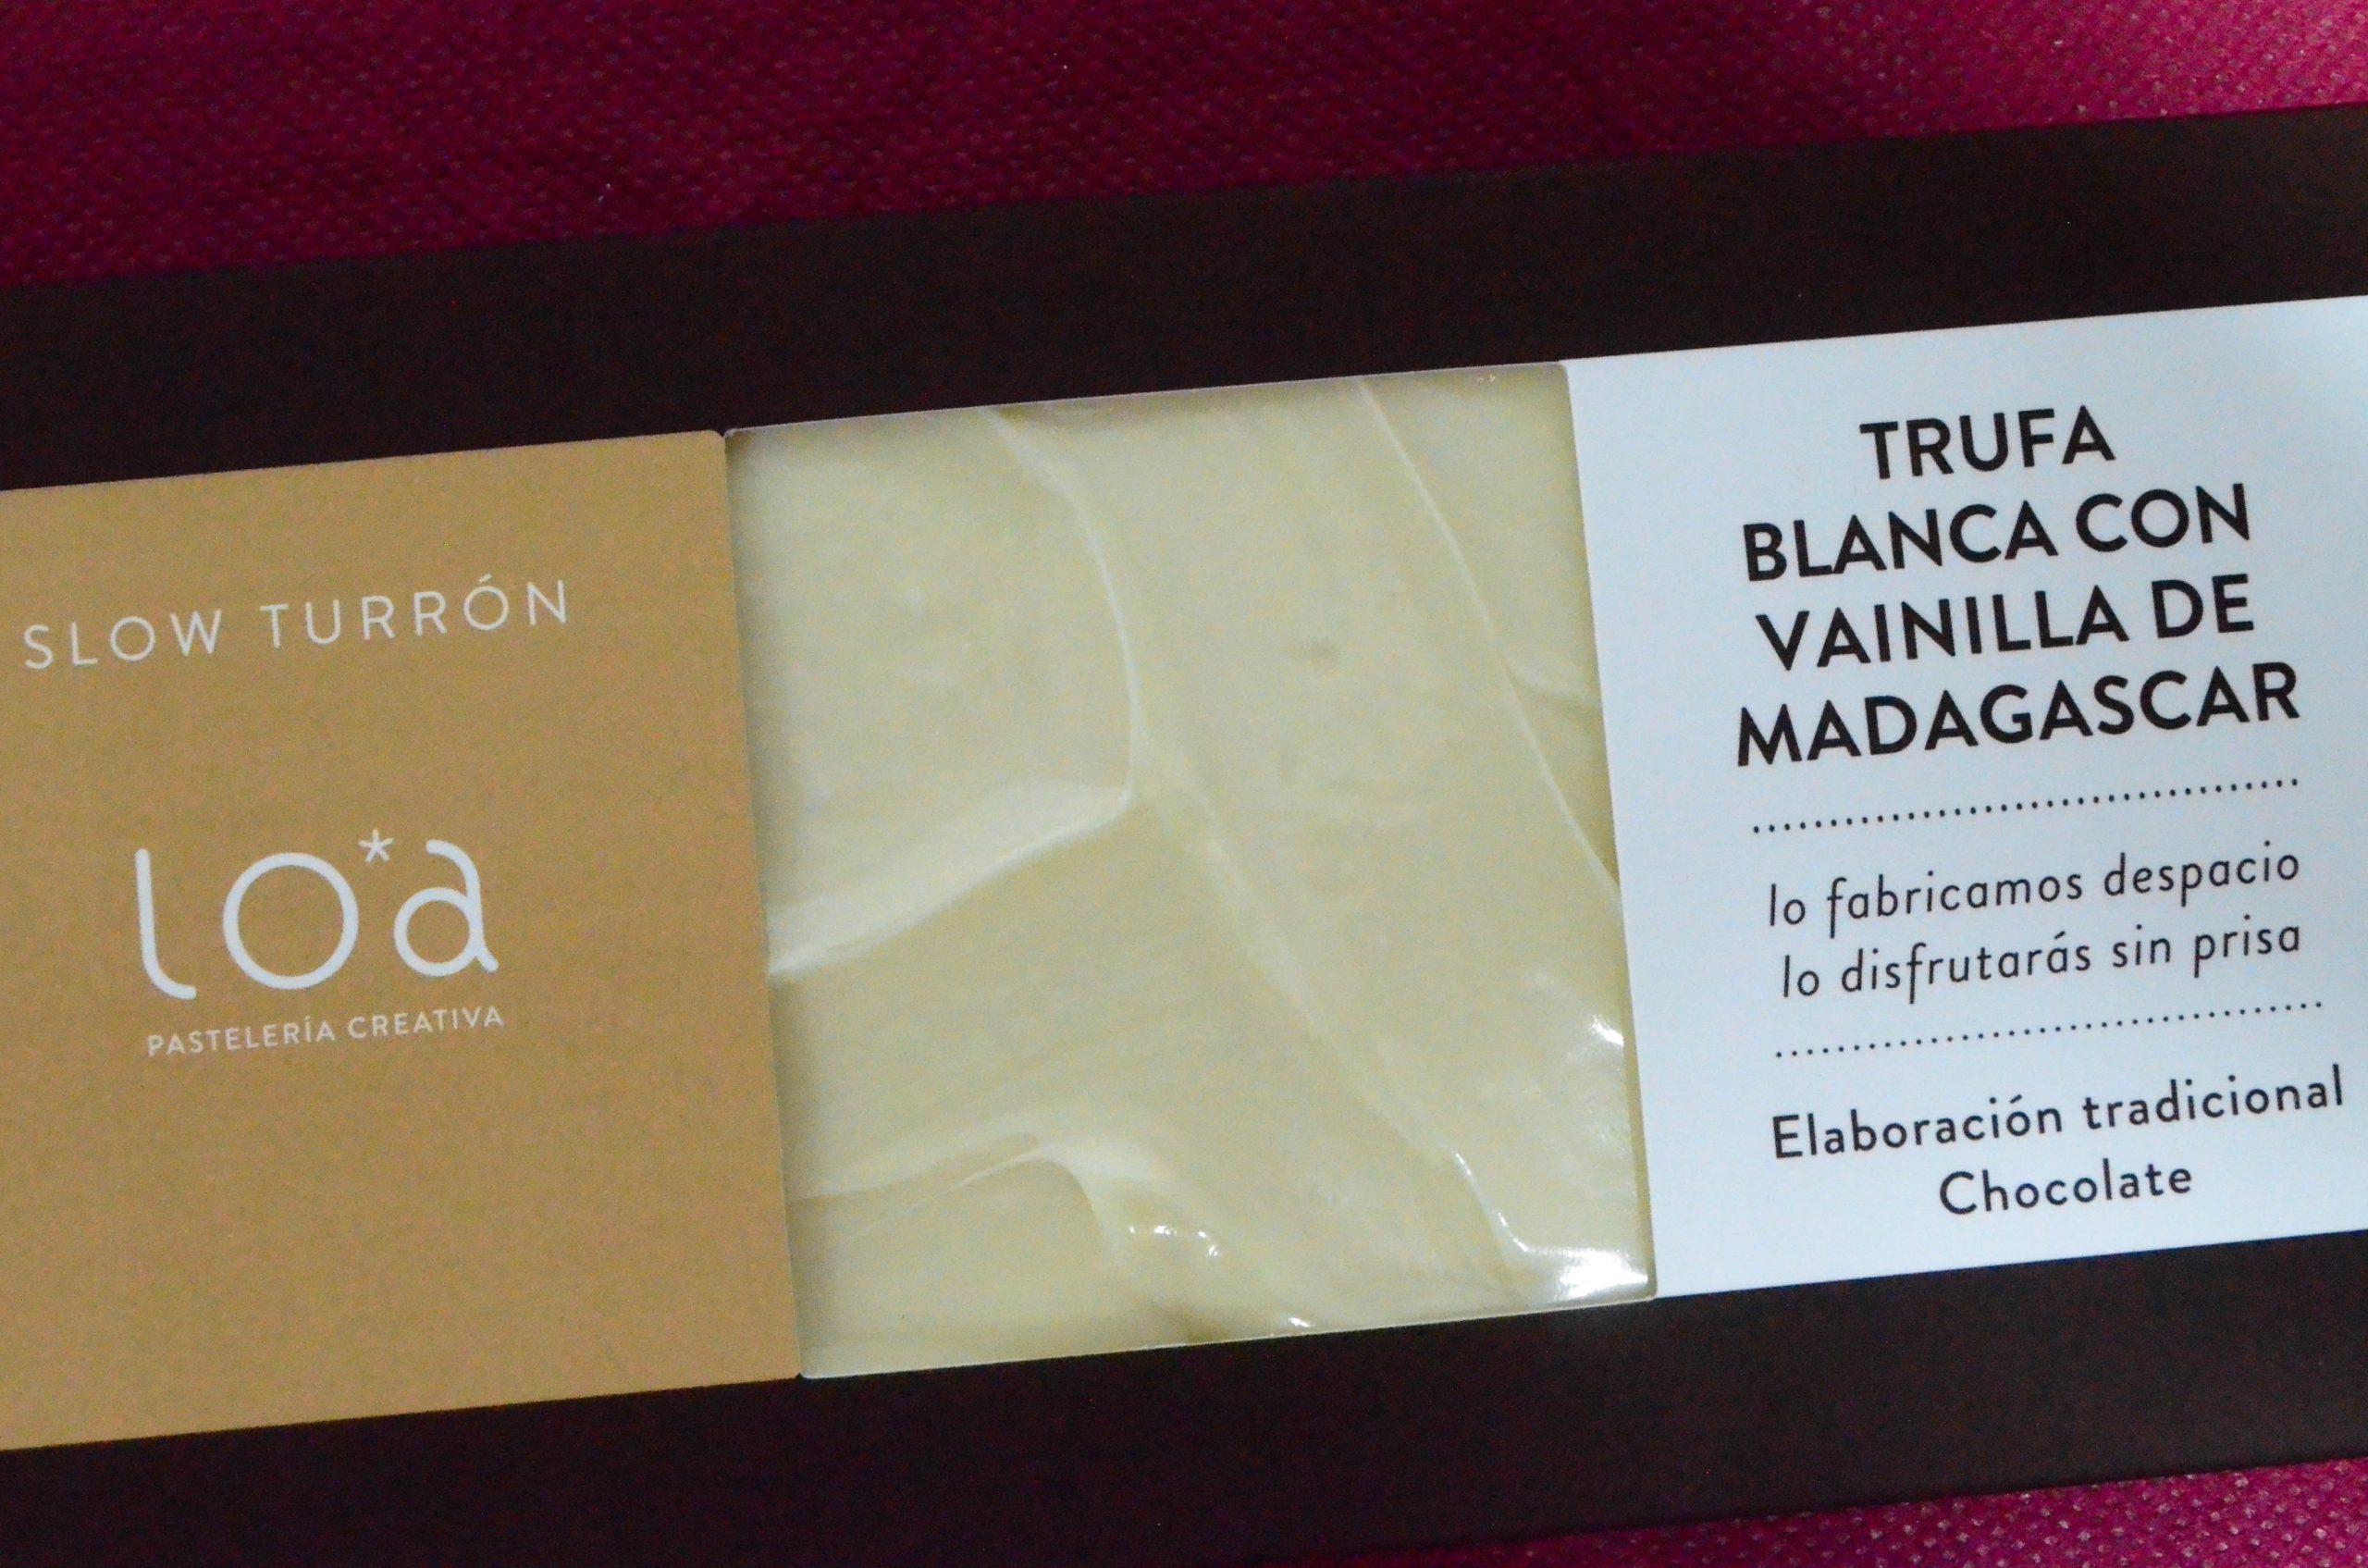 SLOW TURRÓN
lo*a
PASTELERÍA CREATIVA
TRUFA
BLANCA CON
VAINILLA DE
MADAGASCAR
lo fabricamos despacio
lo disfrutarás sin prisa
Elaboración tradicional
Chocolate